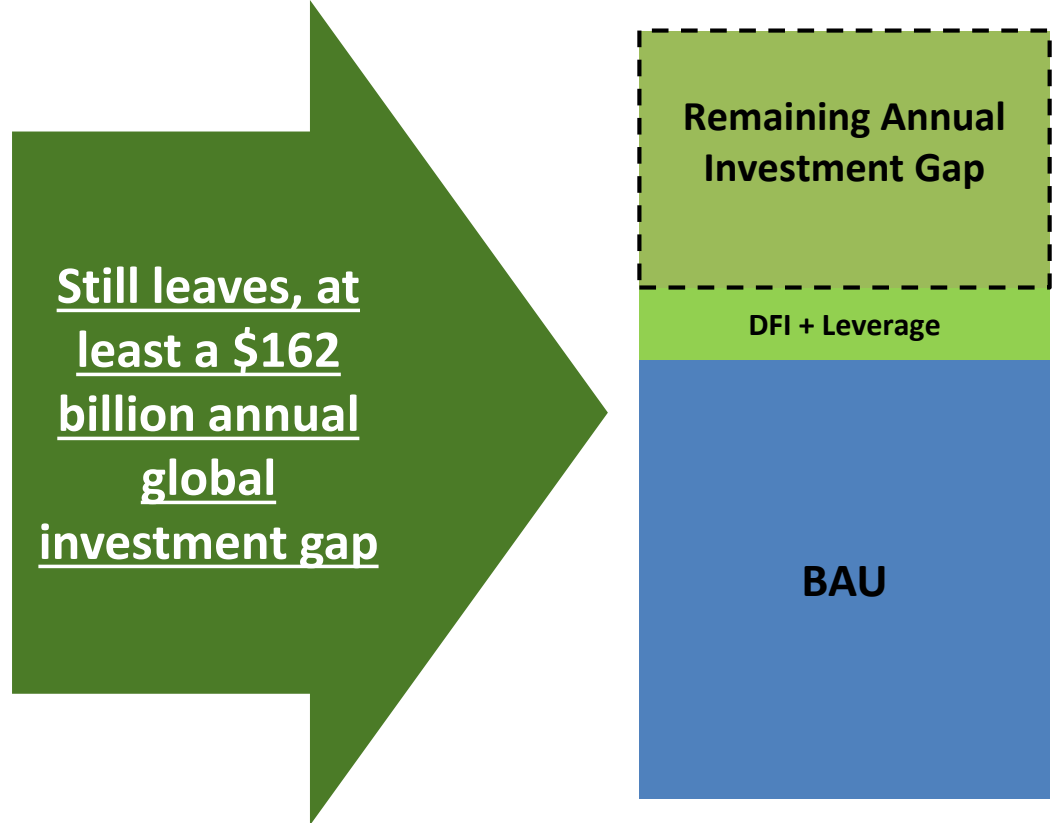 Still leaves, at
least a $162
billion annual
global
investment gap
Remaining Annual
Investment Gap
DFI + Leverage
BAU